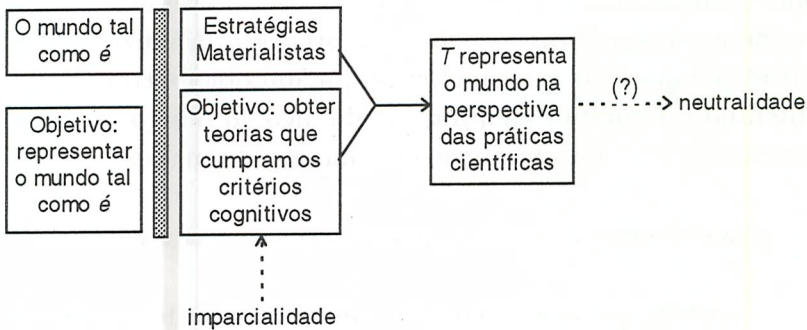 O mundo tal
como é
Objetivo:
representar
o mundo tal
como é
Estratégias
Materialistas
Objetivo: obter
teorias que
cumpram os
critérios
cognitivos
imparcialidade
T representa
o mundo na
perspectiva
das práticas
científicas
(?)
neutralidade